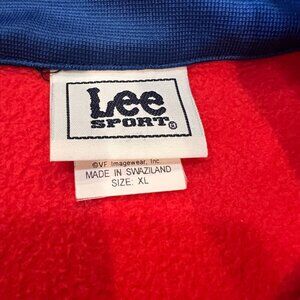 Lee
SPORT®
©VF Imagewear, Inc.
MADE IN SWAZILAND
SIZE: XL